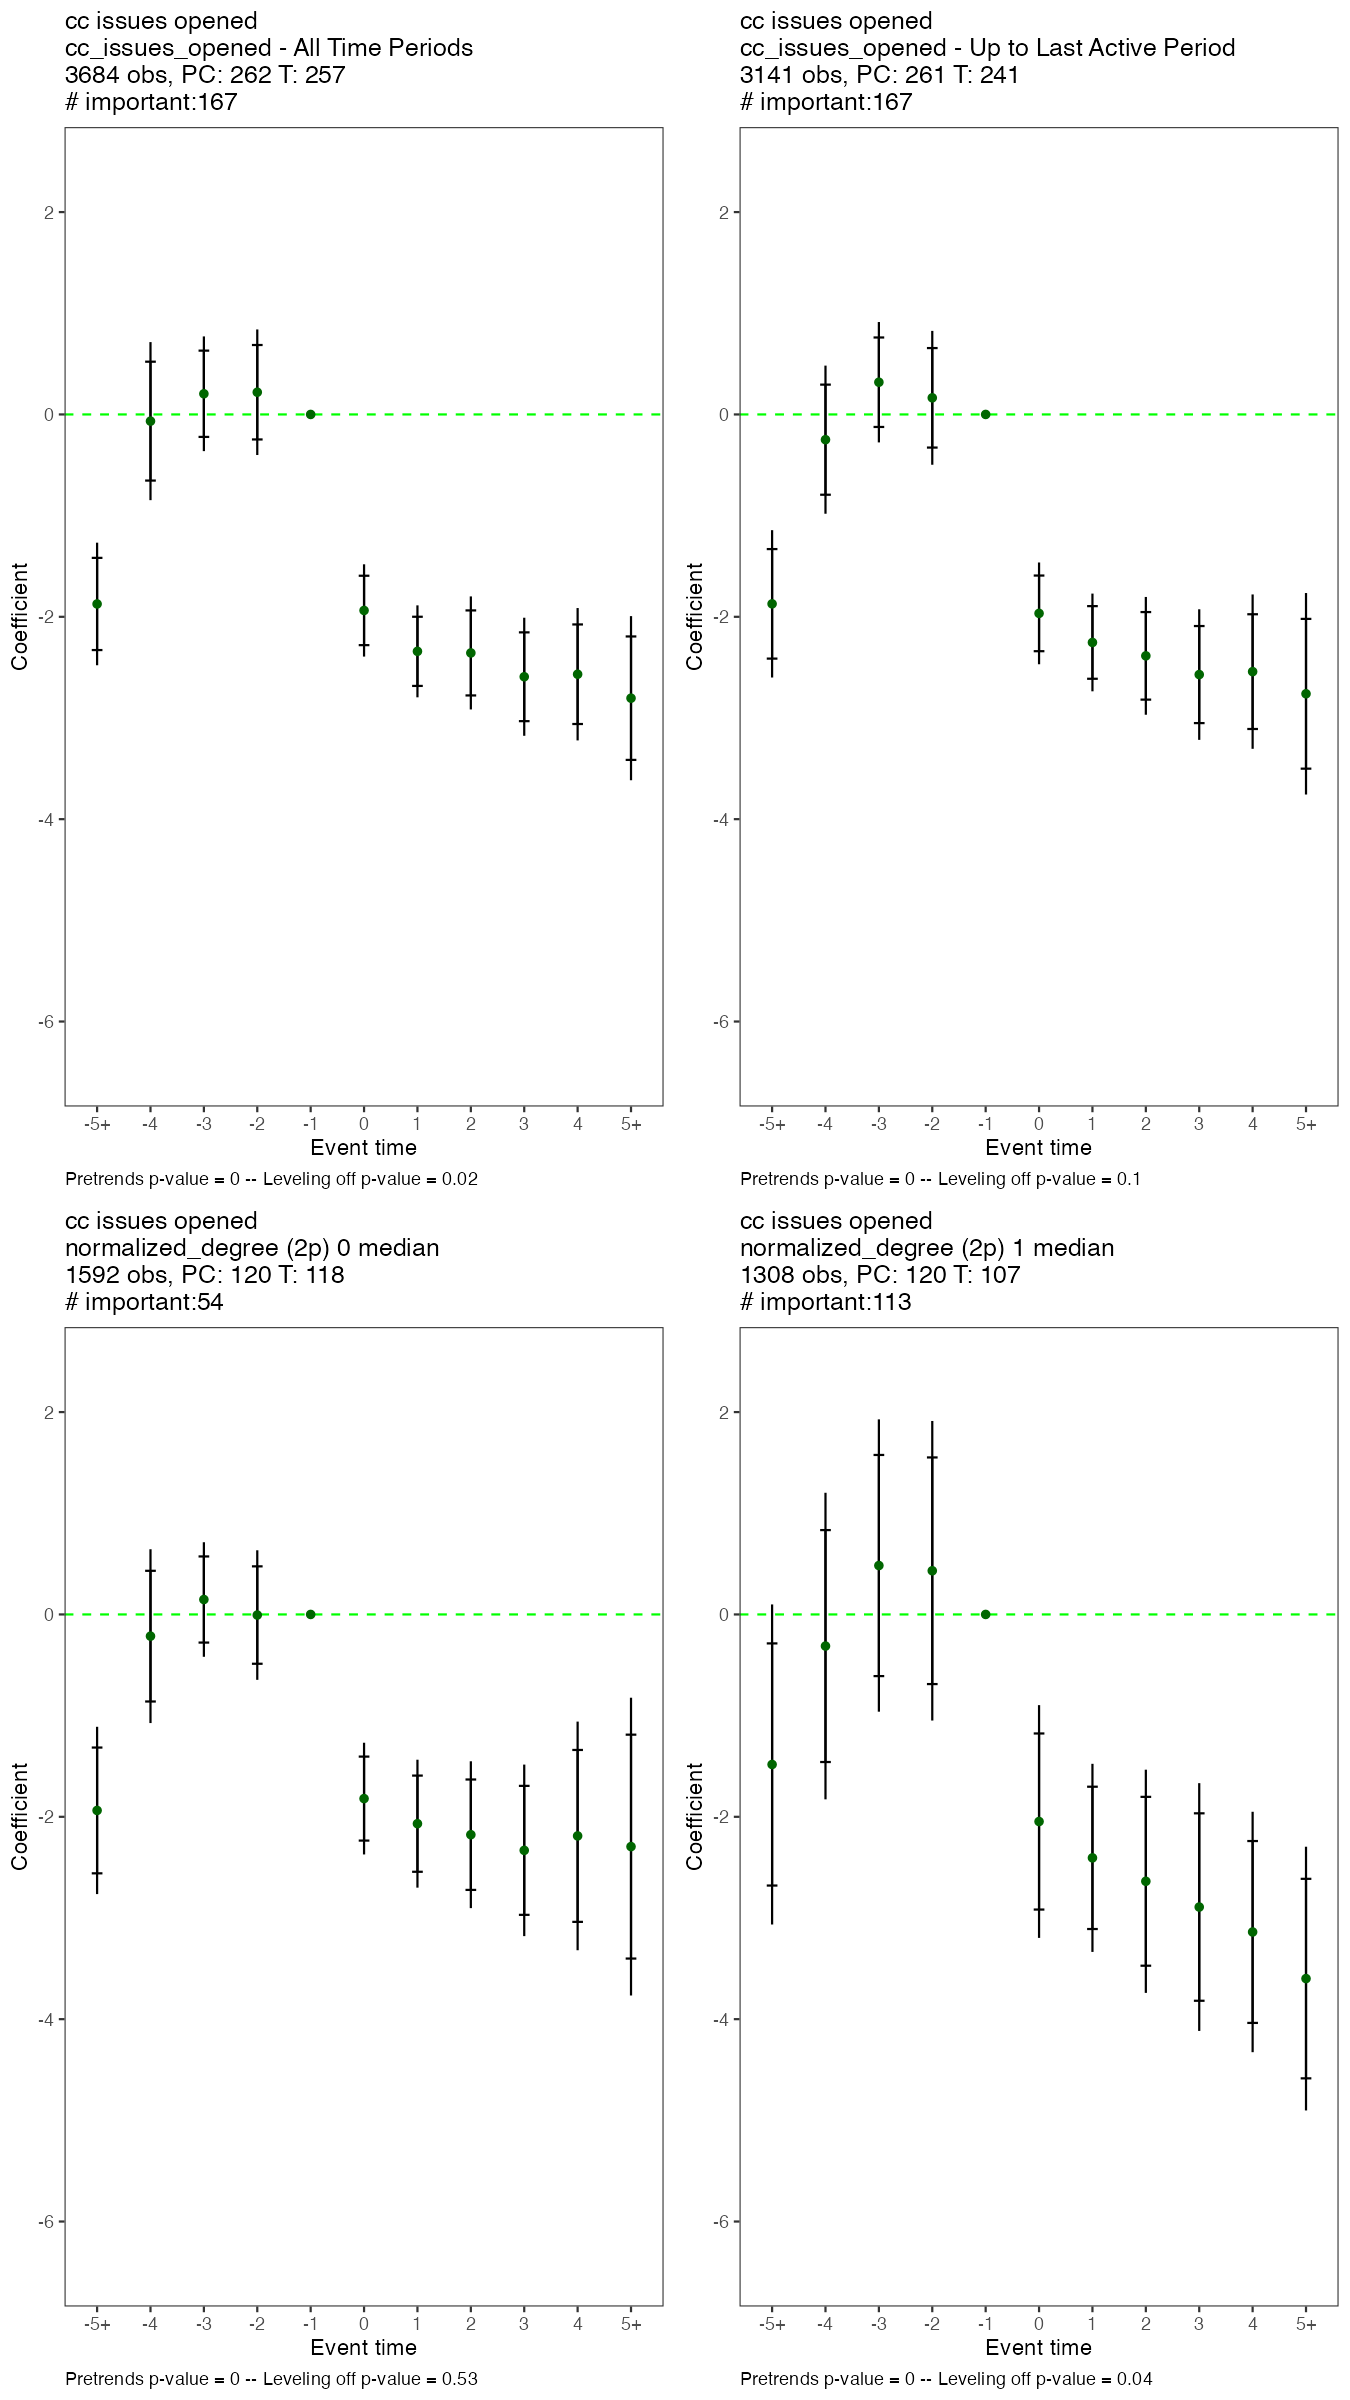 cc issues opened
cc_issues_opened - All Time Periods
3684 obs, PC: 262 T: 257
# important:167
2
0
-2
-4
-6
Coefficient
-5+ -4 -3 -2 -1 0 1 2 3 4 5+
Event time
Pretrends p-value = 0 -- Leveling off p-value = 0.02
cc issues opened
cc_issues_opened - Up to Last Active Period
3141 obs, PC: 261 T: 241
# important:167
2
0
-2
-4
-6
Coefficient
-5+ -4 -3 -2 -1 0 1 2 3 4 5+
Event time
Pretrends p-value = 0 -- Leveling off p-value = 0.1
cc issues opened
normalized_degree (2p) 0 median
1592 obs, PC: 120 T: 118
# important:54
2
0
-2
-4
-6
Coefficient
-5+ -4 -3 -2 -1 0 1 2 3 4 5+
Event time
Pretrends p-value = 0 -- Leveling off p-value = 0.53
cc issues opened
normalized_degree (2p) 1 median
1308 obs, PC: 120 T: 107
# important:113
2
0
-2
-4
-6
Coefficient
-5+ -4 -3 -2 -1 0 1 2 3 4 5+
Event time
Pretrends p-value = 0 -- Leveling off p-value = 0.04